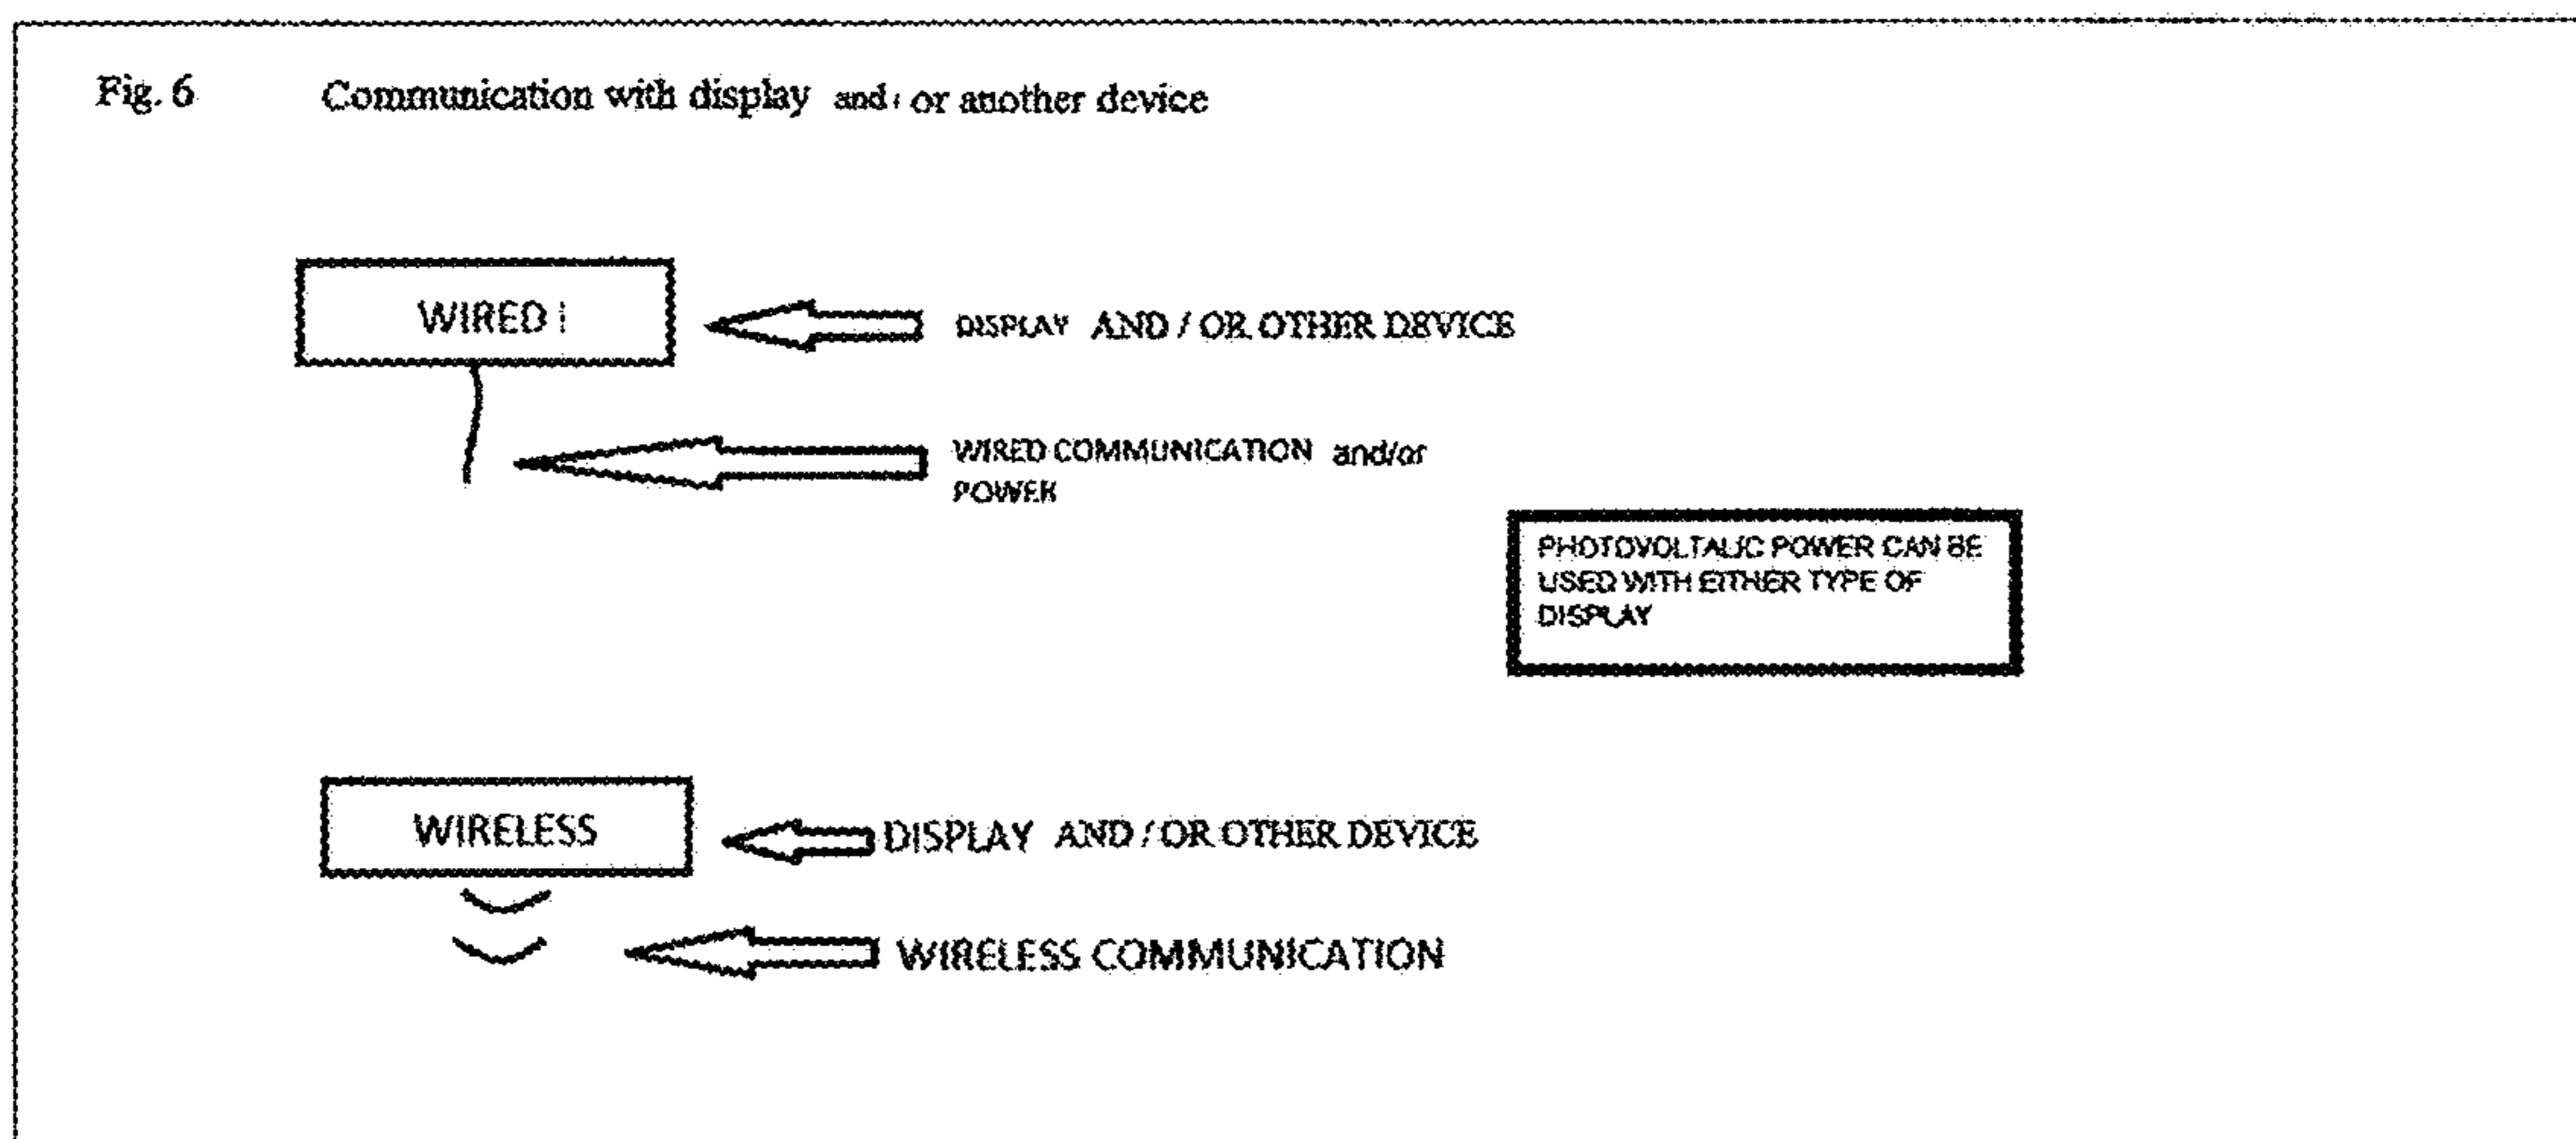 Fig. 6 Communication with display and / or another device
WIRED
DISPLAY AND / OR OTHER DEVICE
WIRED COMMUNICATION and/or
POWER
PHOTOVOLTALIC POWER CAN BE
USED WITH EITHER TYPE OF
DISPLAY
WIRELESS
DISPLAY AND / OR OTHER DEVICE
WIRELESS COMMUNICATION